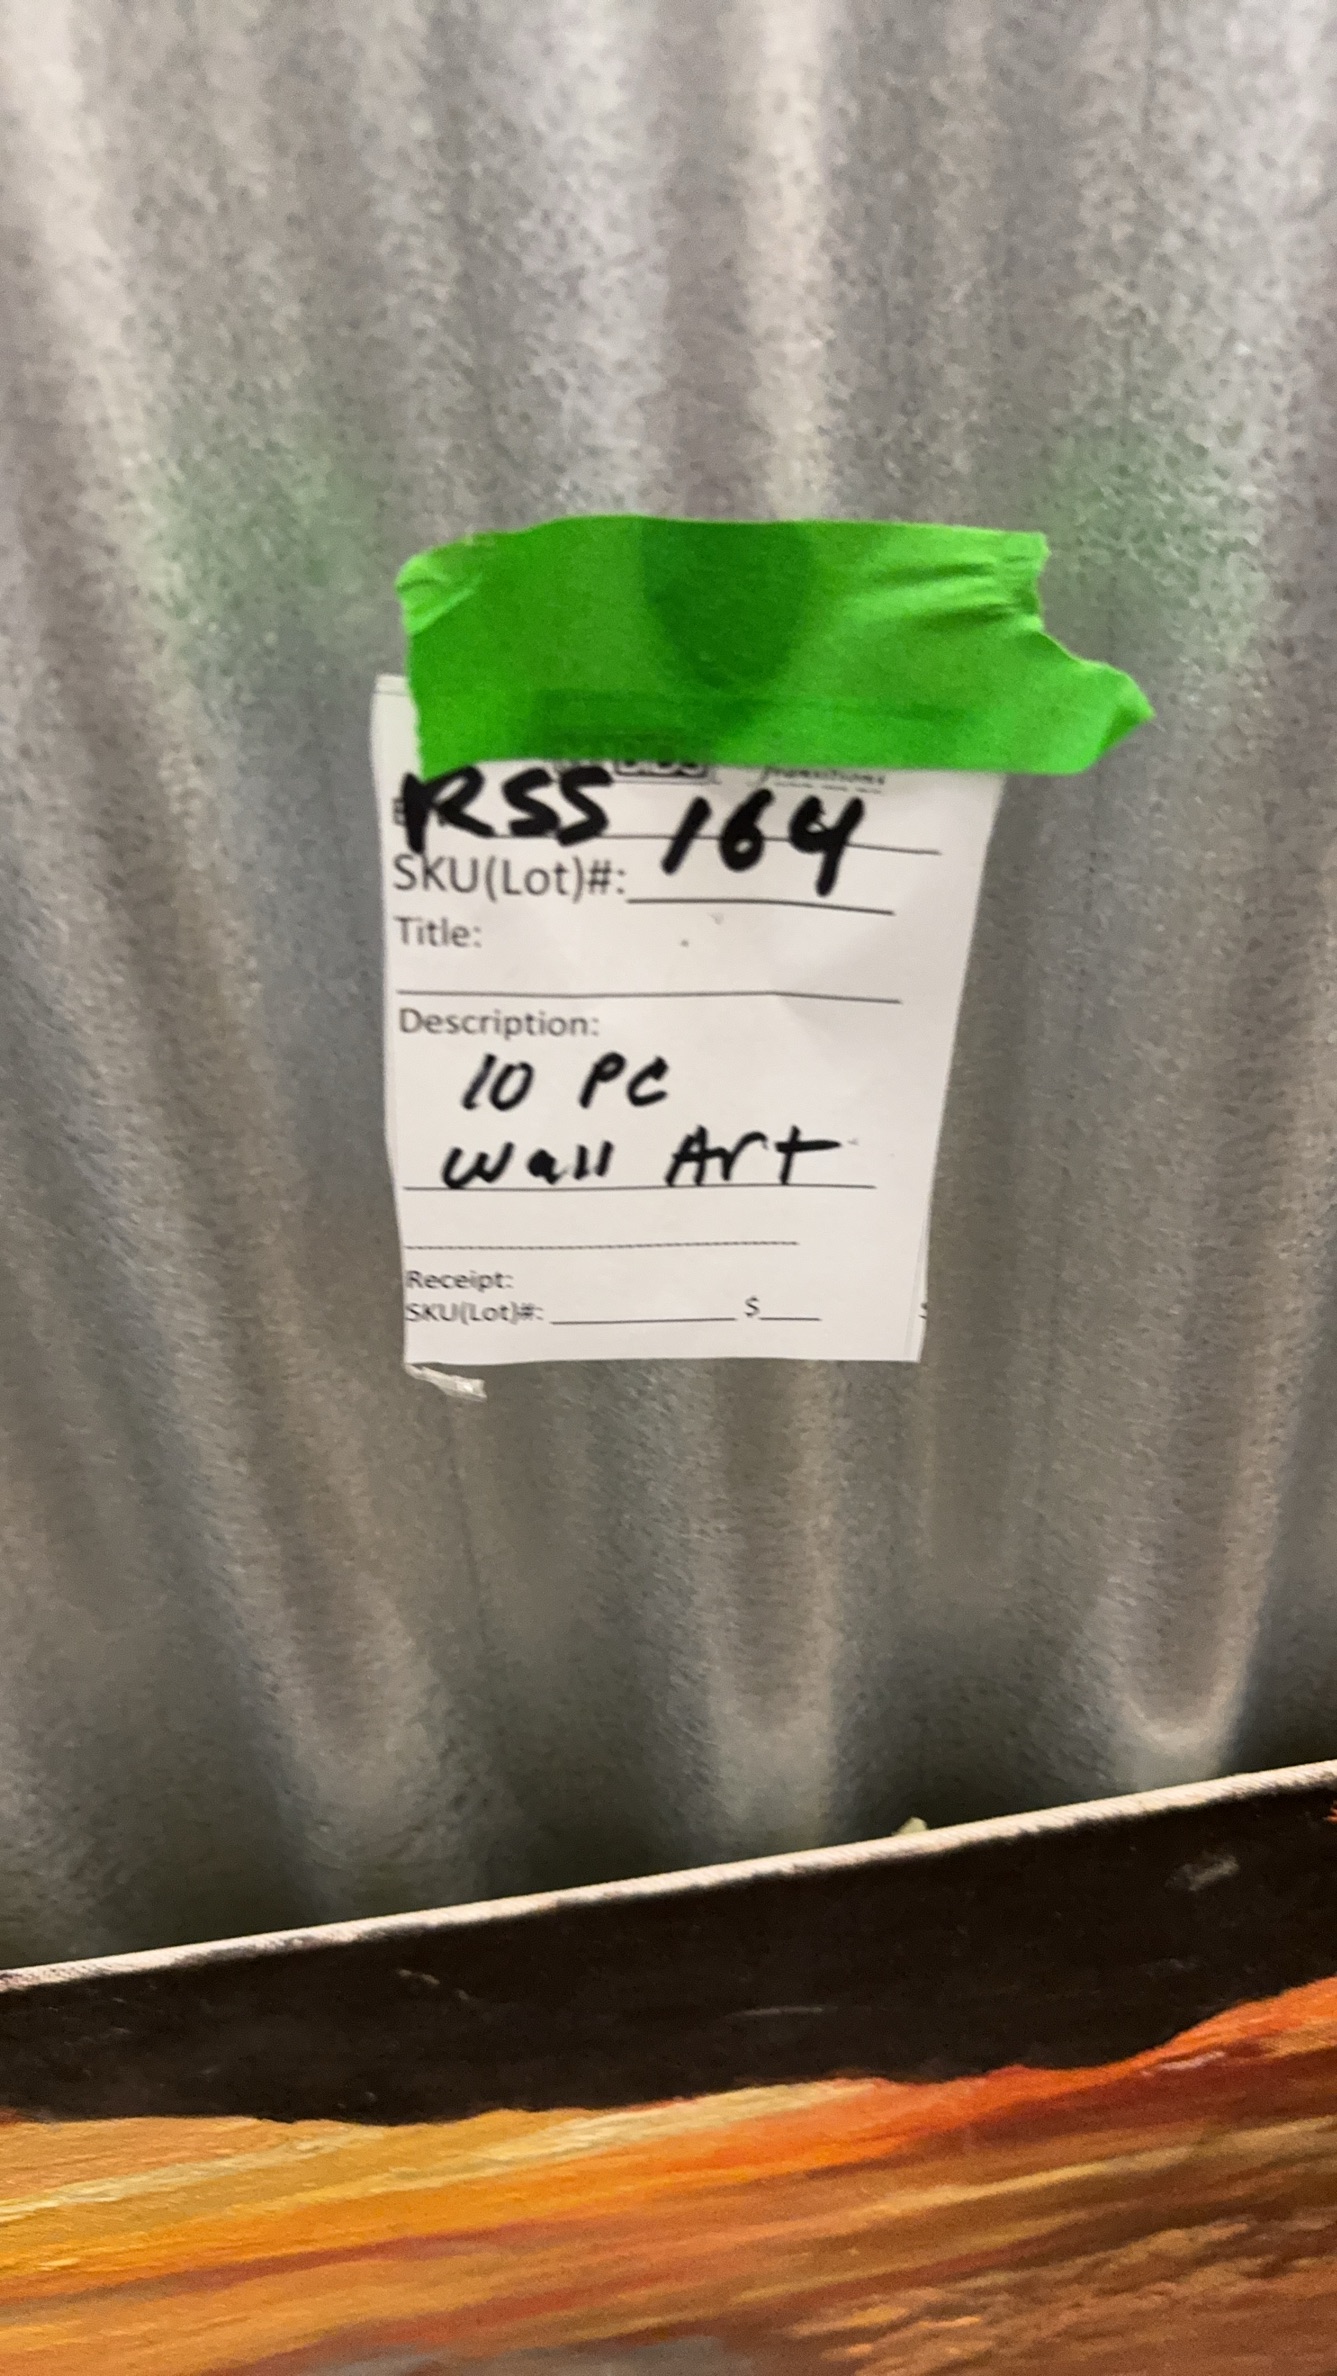 RSS 164
SKU(Lot)#:
Title:
Description:
10 PC
Wall Art
Receipt:
SKU(Lot)#: $